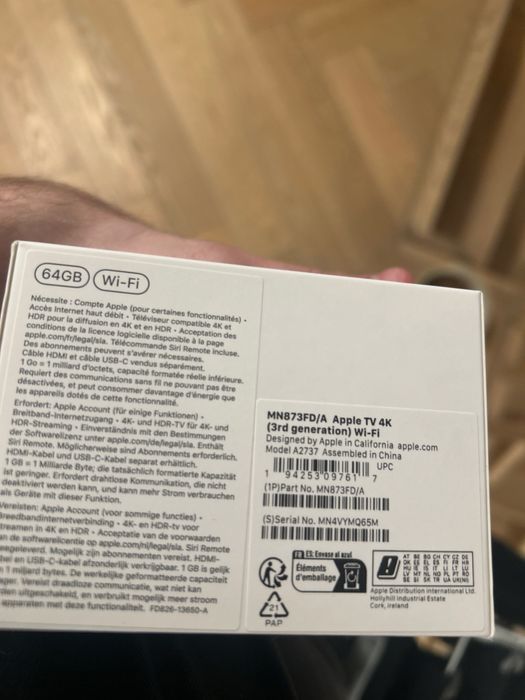 64GB Wi-Fi
Nécessite : Compte Apple (pour certaines fonctionnalités) •
Accès Internet haut débit • Téléviseur compatible 4K et
HDR pour la diffusion en 4K et en HDR • Acceptation des
conditions de la licence logicielle disponible à la page
apple.com/fr/legal/sla. Télécommande Siri Remote incluse.
Des abonnements peuvent s'avérer nécessaires.
Câble HDMI et câble USB-C vendus séparément.
1 Go = 1 milliard d'octets, capacité formatée réelle inférieure.
Requiert des communications sans fil ne pouvant pas être
désactivées, et peut consommer davantage d'énergie que
les appareils dotés de cette fonctionnalité.
Erfordert: Apple Account (für einige Funktionen) •
Breitband-Internetzugang • 4K- und HDR-TV für 4K- und
HDR-Streaming • Einverständnis mit den Bestimmungen
der Softwarelizenz unter apple.com/de/legal/sla. Enthält
Siri Remote. Möglicherweise sind Abonnements erforderlich.
HDMI-Kabel und USB-C-Kabel separat erhältlich.
1 GB = 1 Milliarde Byte; die tatsächlich formatierte Kapazität
ist geringer. Erfordert drahtlose Kommunikation, die nicht
deaktiviert werden kann, und kann mehr Strom verbrauchen
als Geräte mit dieser Funktion.
Vereisten: Apple Account (voor sommige functies) •
Breedbandinternetverbinding • 4K- en HDR-tv voor
streamen in 4K en HDR • Acceptatie van de voorwaarden
de softwarelicentie op apple.com/nl/legal/sla. Siri Remote
meegeleverd. Mogelijk zijn abonnementen vereist. HDMI-
en USB-C-kabel afzonderlijk verkrijgbaar. 1 GB is gelijk
1 miljard bytes. De werkelijke geformatteerde capaciteit
Vereist draadloze communicatie, wat niet kan
uitgeschakeld, en verbruikt mogelijk meer stroom
apparaten met deze functionaliteit. FD826-13650-A
MN873FD/A Apple TV 4K
(3rd generation) Wi-Fi
Designed by Apple in California apple.com
Model A2737 Assembled in China
UPC
1 94253 09761 7
(1P)Part No. MN873FD/A
(S)Serial No. MN4VYMQ65M
FR ES: Envase al azul
Éléments
d'emballage
21
PAP
Apple Distribution International Ltd.
Hollyhill Industrial Estate
Cork, Ireland